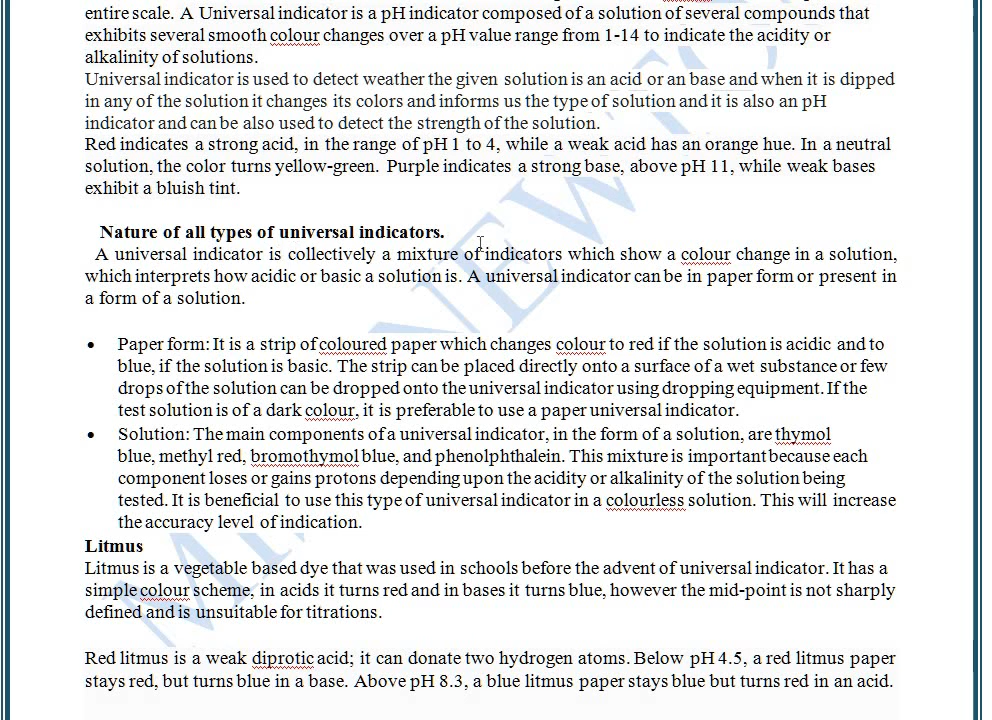 entire scale. A Universal indicator is a pH indicator composed of a solution of several compounds that
exhibits several smooth colour changes over a pH value range from 1-14 to indicate the acidity or
alkalinity of solutions.
Universal indicator is used to detect weather the given solution is an acid or an base and when it is dipped
in any of the solution it changes its colors and informs us the type of solution and it is also an pH
indicator and can be also used to detect the strength of the solution.
Red indicates a strong acid, in the range of pH 1 to 4, while a weak acid has an orange hue. In a neutral
solution, the color turns yellow-green. Purple indicates a strong base, above pH 11, while weak bases
exhibit a bluish tint.
Nature of all types of universal indicators.
A universal indicator is collectively a mixture of indicators which show a colour change in a solution,
which interprets how acidic or basic a solution is. A universal indicator can be in paper form or present in
a form of a solution.
• Paper form: It is a strip of coloured paper which changes colour to red if the solution is acidic and to
blue, if the solution is basic. The strip can be placed directly onto a surface of a wet substance or few
drops of the solution can be dropped onto the universal indicator using dropping equipment. If the
test solution is of a dark colour, it is preferable to use a paper universal indicator.
• Solution: The main components of a universal indicator, in the form of a solution, are thymol
blue, methyl red, bromothymol blue, and phenolphthalein. This mixture is important because each
component loses or gains protons depending upon the acidity or alkalinity of the solution being
tested. It is beneficial to use this type of universal indicator in a colourless solution. This will increase
the accuracy level of indication.
Litmus
Litmus is a vegetable based dye that was used in schools before the advent of universal indicator. It has a
simple colour scheme, in acids it turns red and in bases it turns blue, however the mid-point is not sharply
defined and is unsuitable for titrations.
Red litmus is a weak diprotic acid; it can donate two hydrogen atoms. Below pH 4.5, a red litmus paper
stays red, but turns blue in a base. Above pH 8.3, a blue litmus paper stays blue but turns red in an acid.